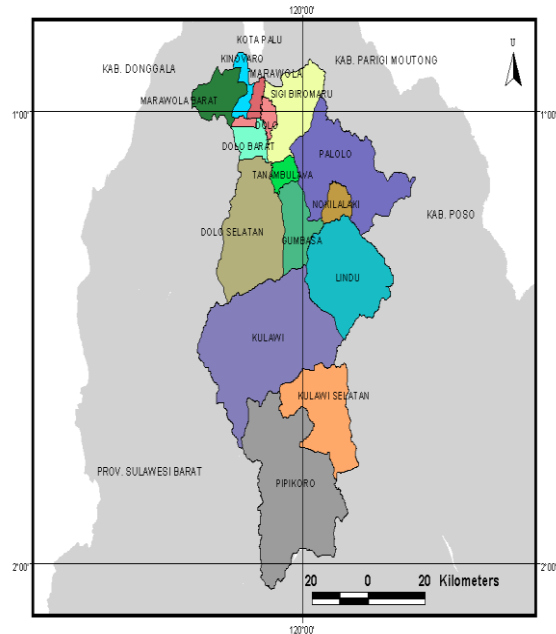 120°00'
KOTA PALU
KAB. DONGGALA
KINOVARO
KAB. PARIGI MOUTONG
MARAWOLA
SIGI BIROMARU
MARAWOLA BARAT
1°00'
1°00'
DOLO
DOLO BARAT
PALOLO
TANAMBULAVA
NOKILALAKI
KAB. POSO
DOLO SELATAN
GUMBASA
LINDU
KULAWI
KULAWI SELATAN
PROV. SULAWESI BARAT
PIPIKORO
2°00'
2°00'
20 0 20 Kilometers
120°00'